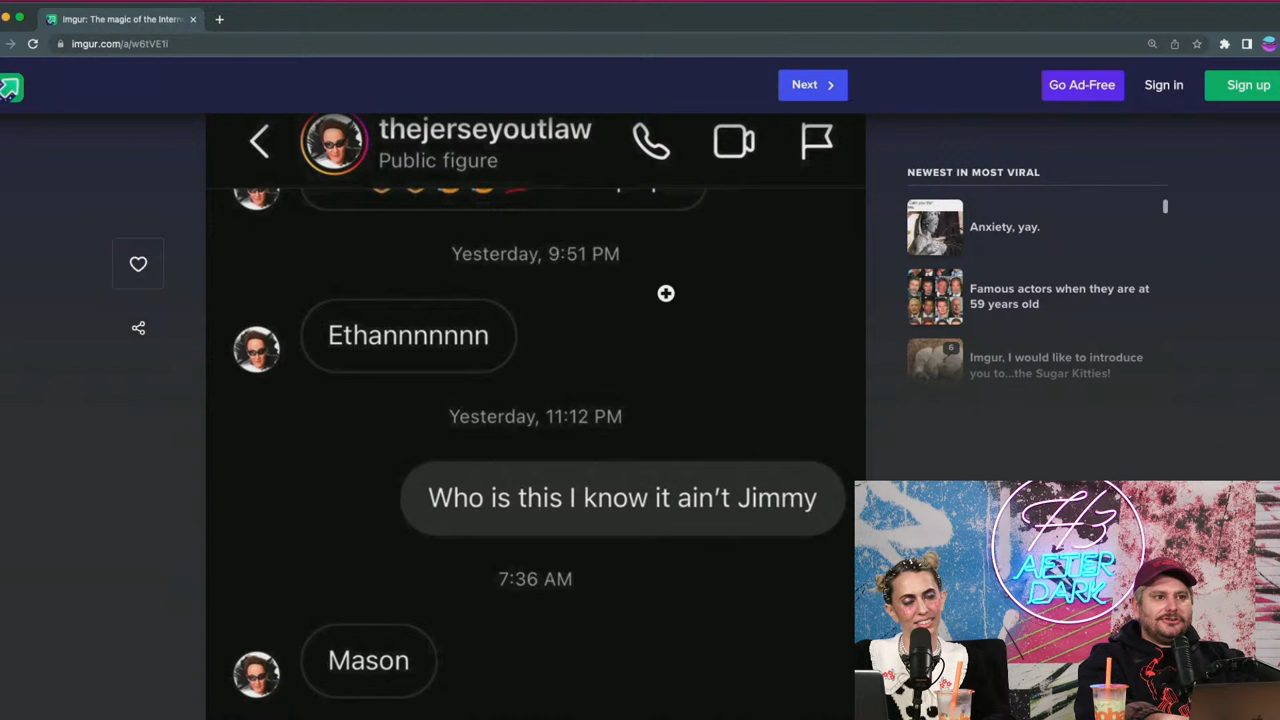 Imgur: The magic of the Intern
imgur.com/a/w6tVE1i
Next
Go Ad-Free
Sign in
Sign up
thejerseyoutlaw
Public figure
Yesterday, 9:51 PM
Ethannnnnnn
Yesterday, 11:12 PM
Who is this I know it ain't Jimmy
7:36 AM
Mason
NEWEST IN MOST VIRAL
Anxiety, yay.
Famous actors when they are at
59 years old
6
Imgur, I would like to introduce
you to...the Sugar Kitties!
H3
AFTER
DARK